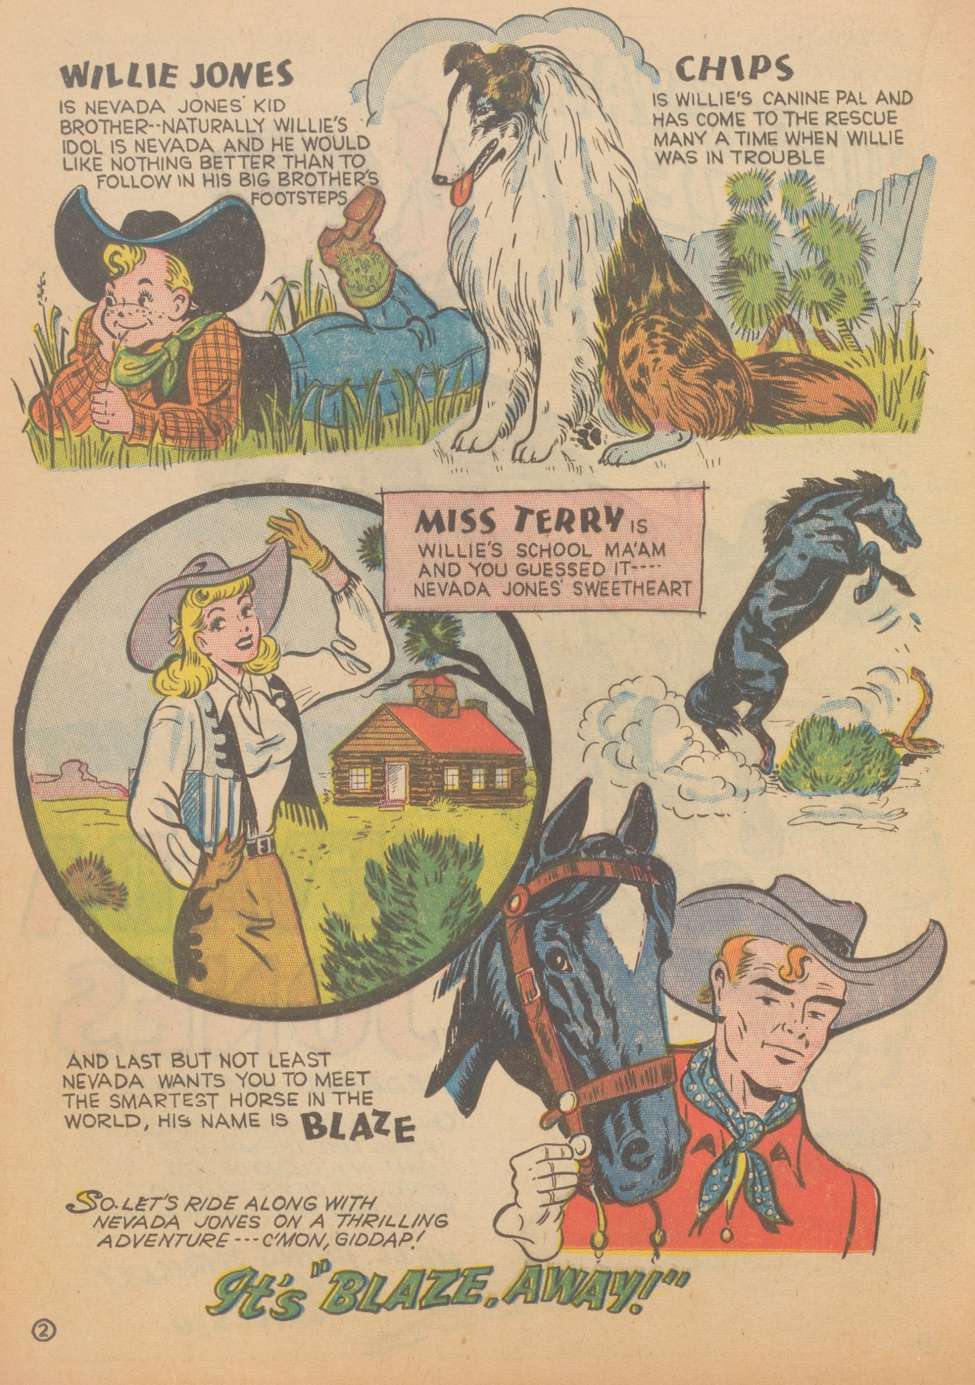 WILLIE JONES
IS NEVADA JONES' KID
BROTHER--NATURALLY WILLIE'S
IDOL IS NEVADA AND HE WOULD
LIKE NOTHING BETTER THAN TO
FOLLOW IN HIS BIG BROTHER'S
FOOTSTEPS
CHIPS
IS WILLIE'S CANINE PAL AND
HAS COME TO THE RESCUE
MANY A TIME WHEN WILLIE
WAS IN TROUBLE
MISS TERRY IS
WILLIE'S SCHOOL MA'AM
AND YOU GUESSED IT----
NEVADA JONES' SWEETHEART
AND LAST BUT NOT LEAST
NEVADA WANTS YOU TO MEET
THE SMARTEST HORSE IN THE
WORLD, HIS NAME IS BLAZE
SO-LET'S RIDE ALONG WITH
NEVADA JONES ON A THRILLING
ADVENTURE---C'MON, GIDDAP!
It's "BLAZE, AWAY!"
2